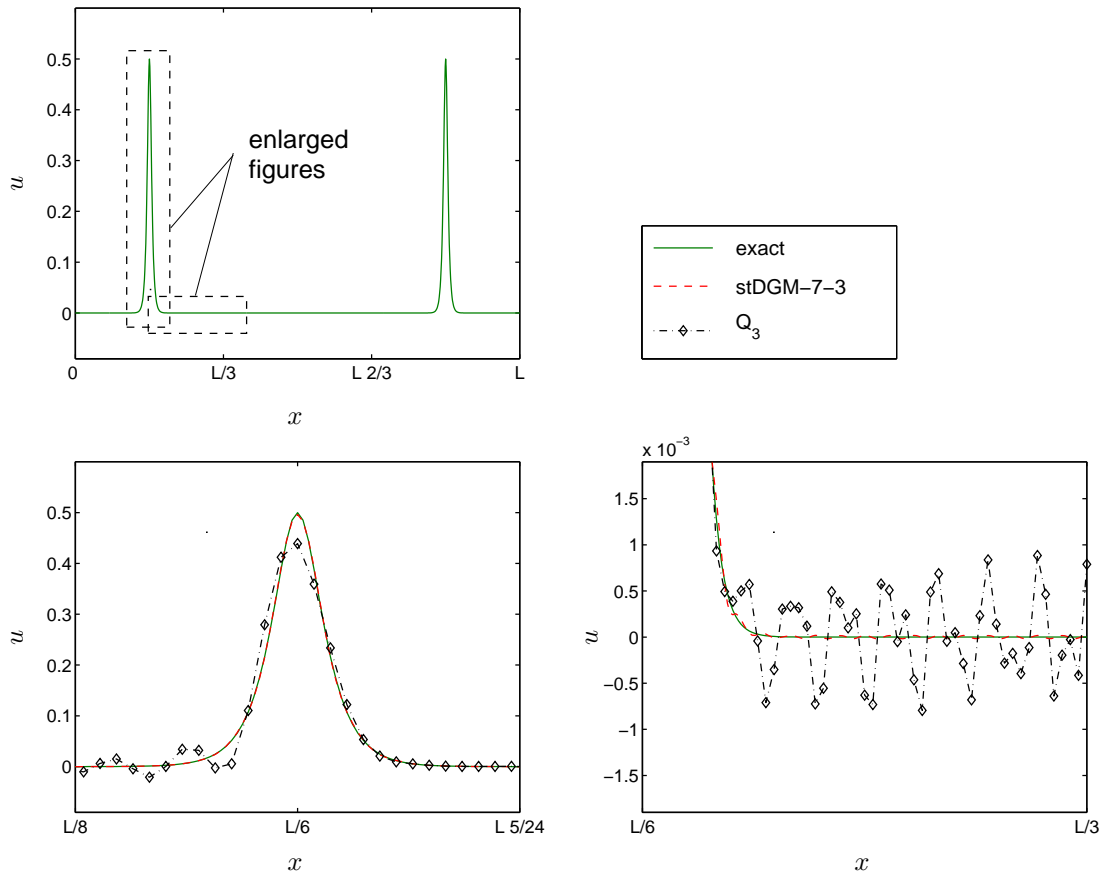 0.5
0.4
0.3
0.2
0.1
0
u
enlarged
figures
0
L/3
L 2/3
L
x
exact
stDGM−7−3
Q_3
0.5
0.4
0.3
0.2
0.1
0
u
L/8
L/6
L 5/24
x
x 10^−3
1.5
1
0.5
0
−0.5
−1
−1.5
u
L/6
L/3
x